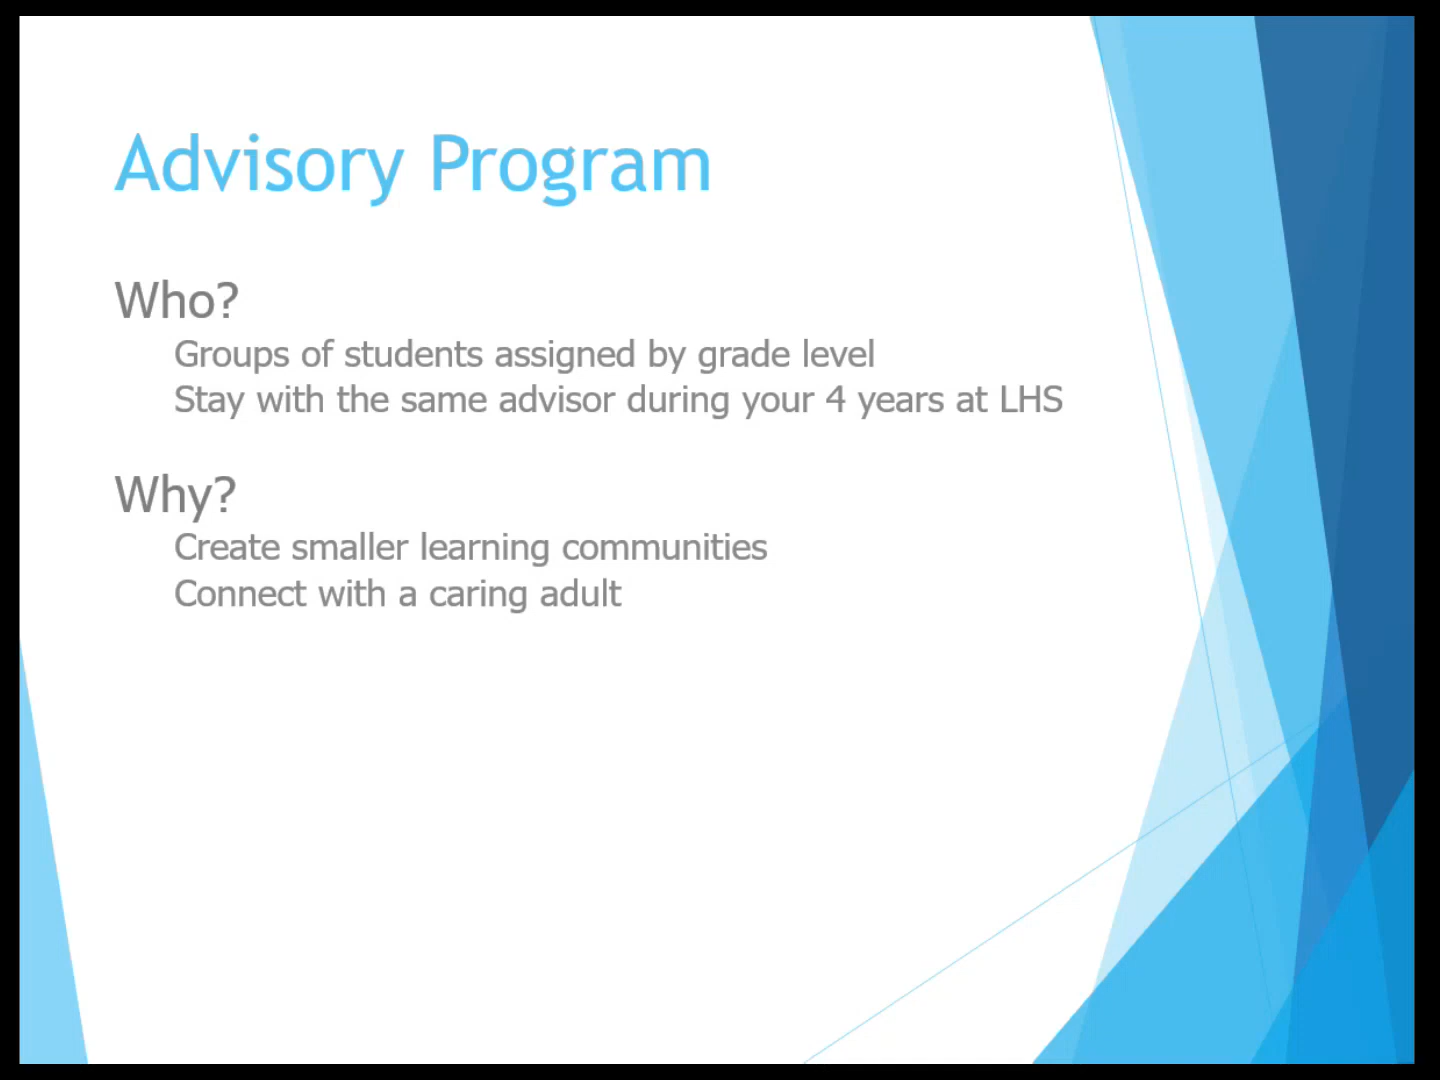 Advisory Program
Who?
Groups of students assigned by grade level
Stay with the same advisor during your 4 years at LHS
Why?
Create smaller learning communities
Connect with a caring adult